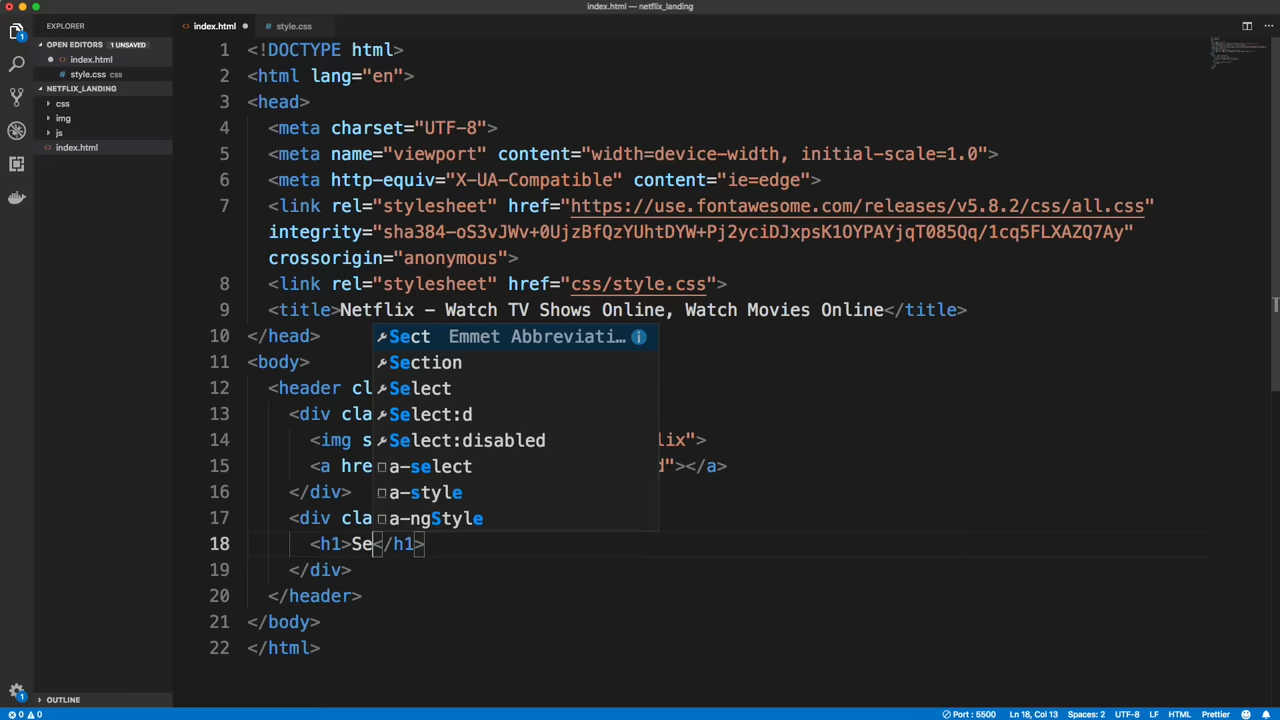 index.html — netflix_landing
EXPLORER
index.html
style.css
OPEN EDITORS 1 UNSAVED
index.html
style.css css
NETFLIX_LANDING
css
img
js
index.html
1 <!DOCTYPE html>
2 <html lang="en">
3 <head>
4 <meta charset="UTF-8">
5 <meta name="viewport" content="width=device-width, initial-scale=1.0">
6 <meta http-equiv="X-UA-Compatible" content="ie=edge">
7 <link rel="stylesheet" href="https://use.fontawesome.com/releases/v5.8.2/css/all.css"
integrity="sha384-oS3vJWv+0UjzBfQzYUhtDYW+Pj2yciDJxpsK1OYPAYjqT085Qq/1cq5FLXAZQ7Ay"
crossorigin="anonymous">
8 <link rel="stylesheet" href="css/style.css">
9 <title>Netflix - Watch TV Shows Online, Watch Movies Online</title>
10 </head>
Sect Emmet Abbreviati…
11 <body>
Section
12 <header cl
Select
13 <div cla
Select:d
14 <img s
Select:disabled
lix">
15 <a hre
a-select
d"></a>
16 </div>
a-style
17 <div cla
a-ngStyle
18 <h1>Se</h1>
19 </div>
20 </header>
21 </body>
22 </html>
OUTLINE
1
1
0 0
Port : 5500
Ln 18, Col 13
Spaces: 2
UTF-8
LF
HTML
Prettier